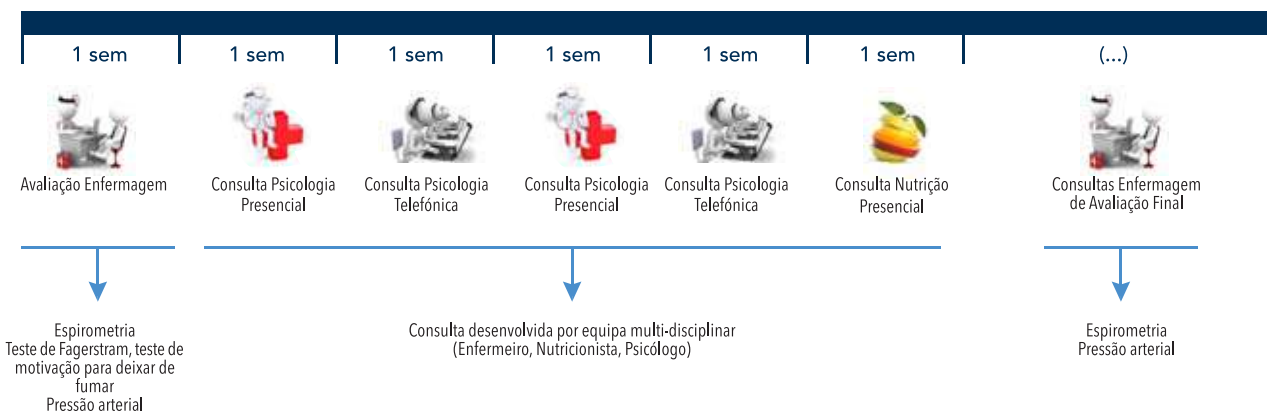 1 sem
1 sem
1 sem
1 sem
1 sem
1 sem
(...)
Avaliação Enfermagem
Consulta Psicologia
Presencial
Consulta Psicologia
Telefónica
Consulta Psicologia
Presencial
Consulta Psicologia
Telefónica
Consulta Nutrição
Presencial
Consultas Enfermagem
de Avaliação Final
Espirometria
Teste de Fagerstram, teste de
motivação para deixar de
fumar
Pressão arterial
Consulta desenvolvida por equipa multi-disciplinar
(Enfermeiro, Nutricionista, Psicólogo)
Espirometria
Pressão arterial